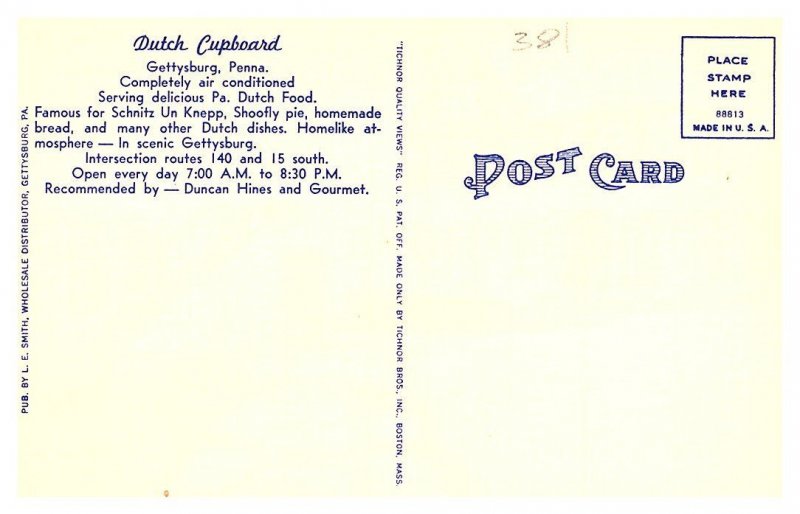 Dutch Cupboard
Gettysburg, Penna.
Completely air conditioned
Serving delicious Pa. Dutch Food.
Famous for Schnitz Un Knepp, Shoofly pie, homemade
bread, and many other Dutch dishes. Homelike at-
mosphere — In scenic Gettysburg.
Intersection routes 140 and 15 south.
Open every day 7:00 A.M. to 8:30 P.M.
Recommended by — Duncan Hines and Gourmet.
PUB. BY L. E. SMITH, WHOLESALE DISTRIBUTOR, GETTYSBURG, PA.
"TICHNOR QUALITY VIEWS" REG. U. S. PAT. OFF. MADE ONLY BY TICHNOR BROS., INC., BOSTON, MASS.
38
POST CARD
PLACE
STAMP
HERE
88813
MADE IN U. S. A.